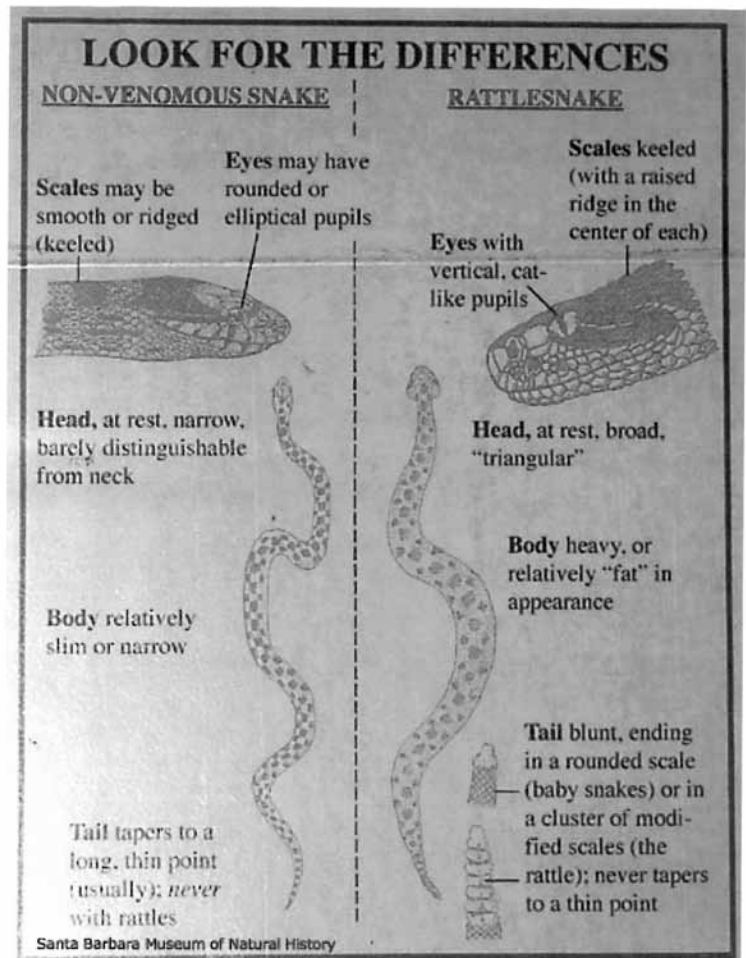 LOOK FOR THE DIFFERENCES
NON-VENOMOUS SNAKE
Scales may be
smooth or ridged
(keeled)
Eyes may have
rounded or
elliptical pupils
Head, at rest, narrow,
barely distinguishable
from neck
Body relatively
slim or narrow
Tail tapers to a
long, thin point
(usually); never
with rattles
RATTLESNAKE
Scales keeled
(with a raised
ridge in the
center of each)
Eyes with
vertical, cat-
like pupils
Head, at rest, broad,
"triangular"
Body heavy, or
relatively "fat" in
appearance
Tail blunt, ending
in a rounded scale
(baby snakes) or in
a cluster of modi-
fied scales (the
rattle); never tapers
to a thin point
Santa Barbara Museum of Natural History